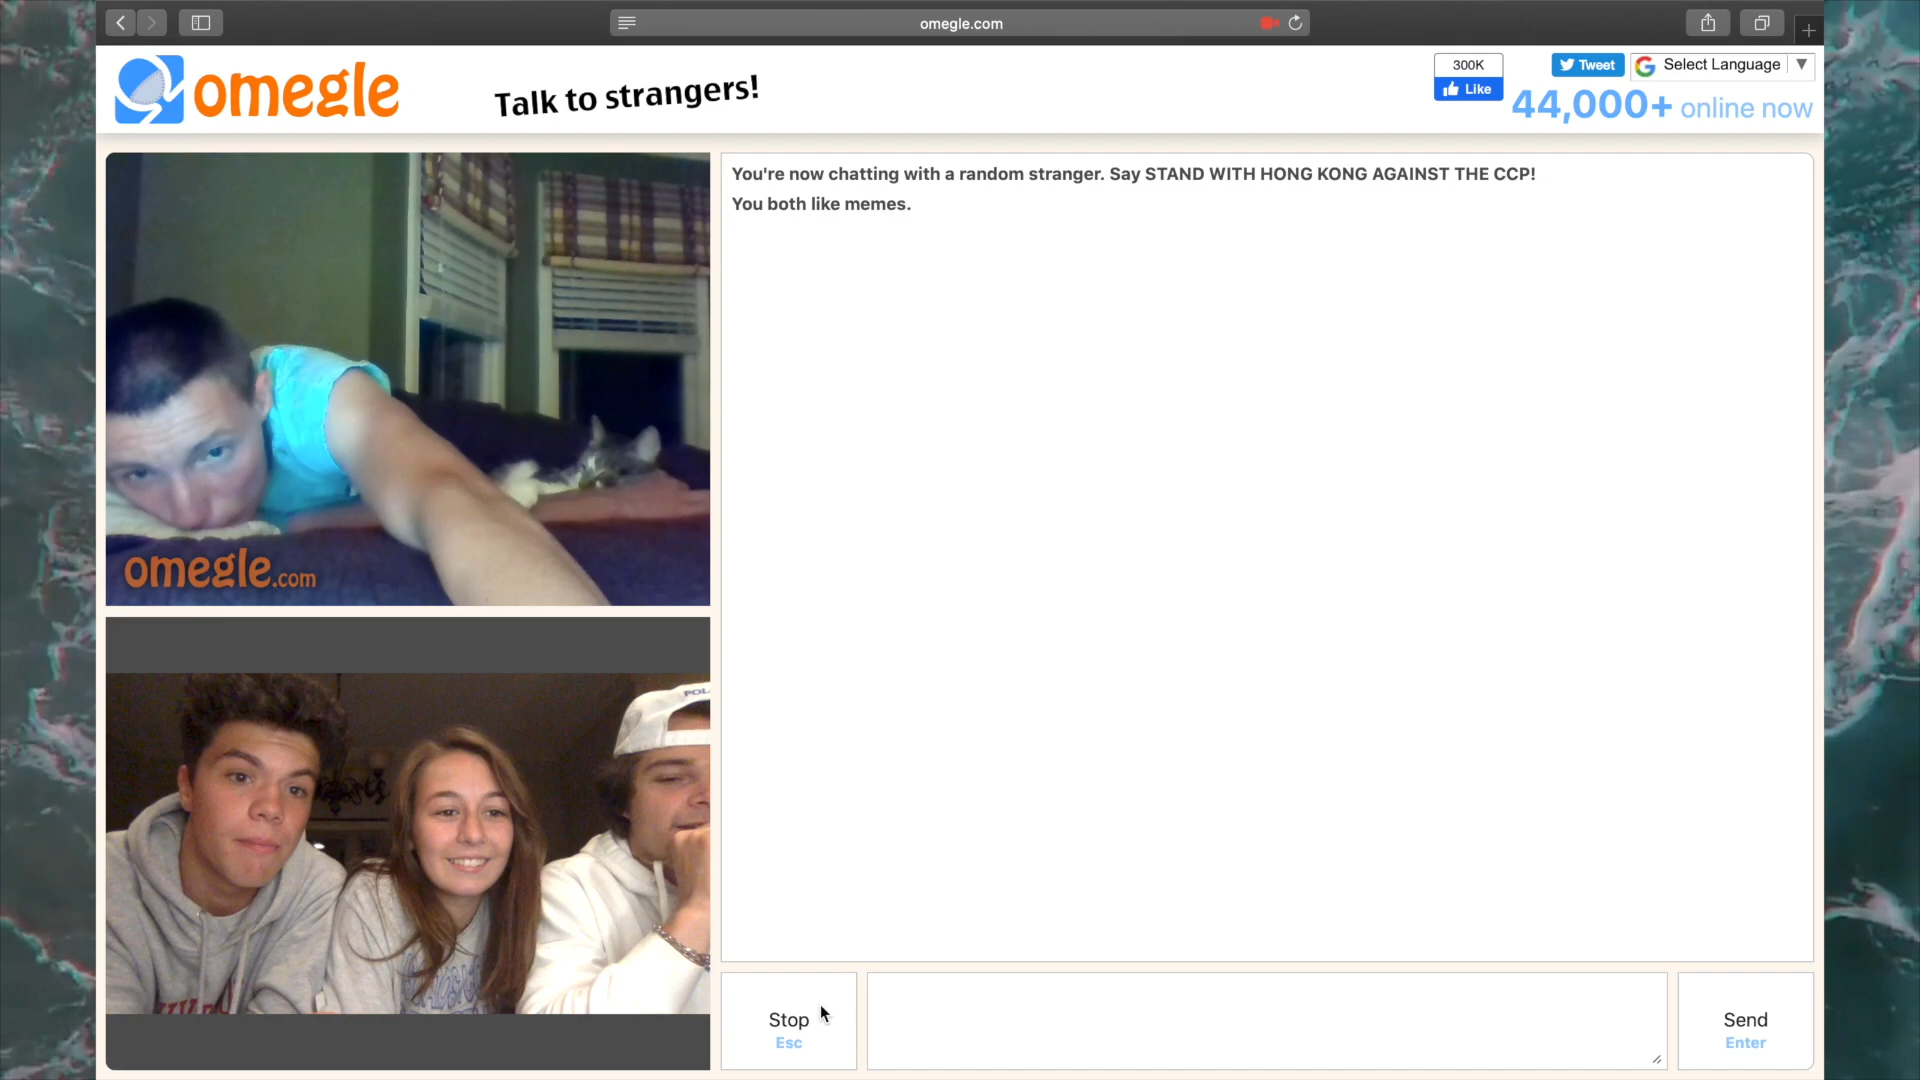 omegle.com
omegle
Talk to strangers!
300K
Like
Tweet
Select Language
44,000+ online now
You're now chatting with a random stranger. Say STAND WITH HONG KONG AGAINST THE CCP!
You both like memes.
omegle.com
POL
Stop
Esc
Send
Enter